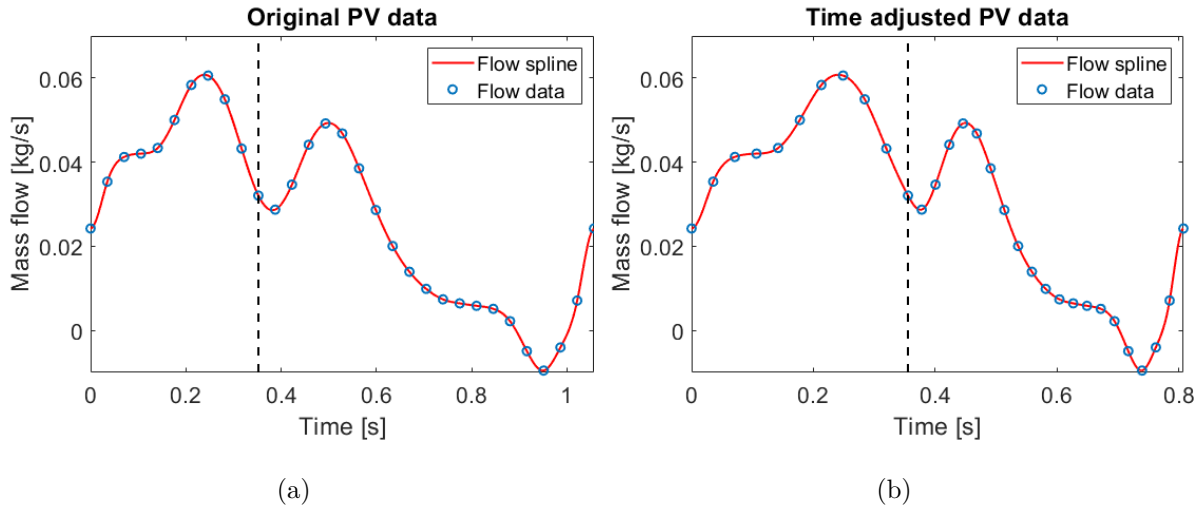 Original PV data
Mass flow [kg/s]
0.06
0.04
0.02
0
Flow spline
Flow data
0 0.2 0.4 0.6 0.8 1
Time [s]
(a)
Time adjusted PV data
Mass flow [kg/s]
0.06
0.04
0.02
0
Flow spline
Flow data
0 0.2 0.4 0.6 0.8
Time [s]
(b)